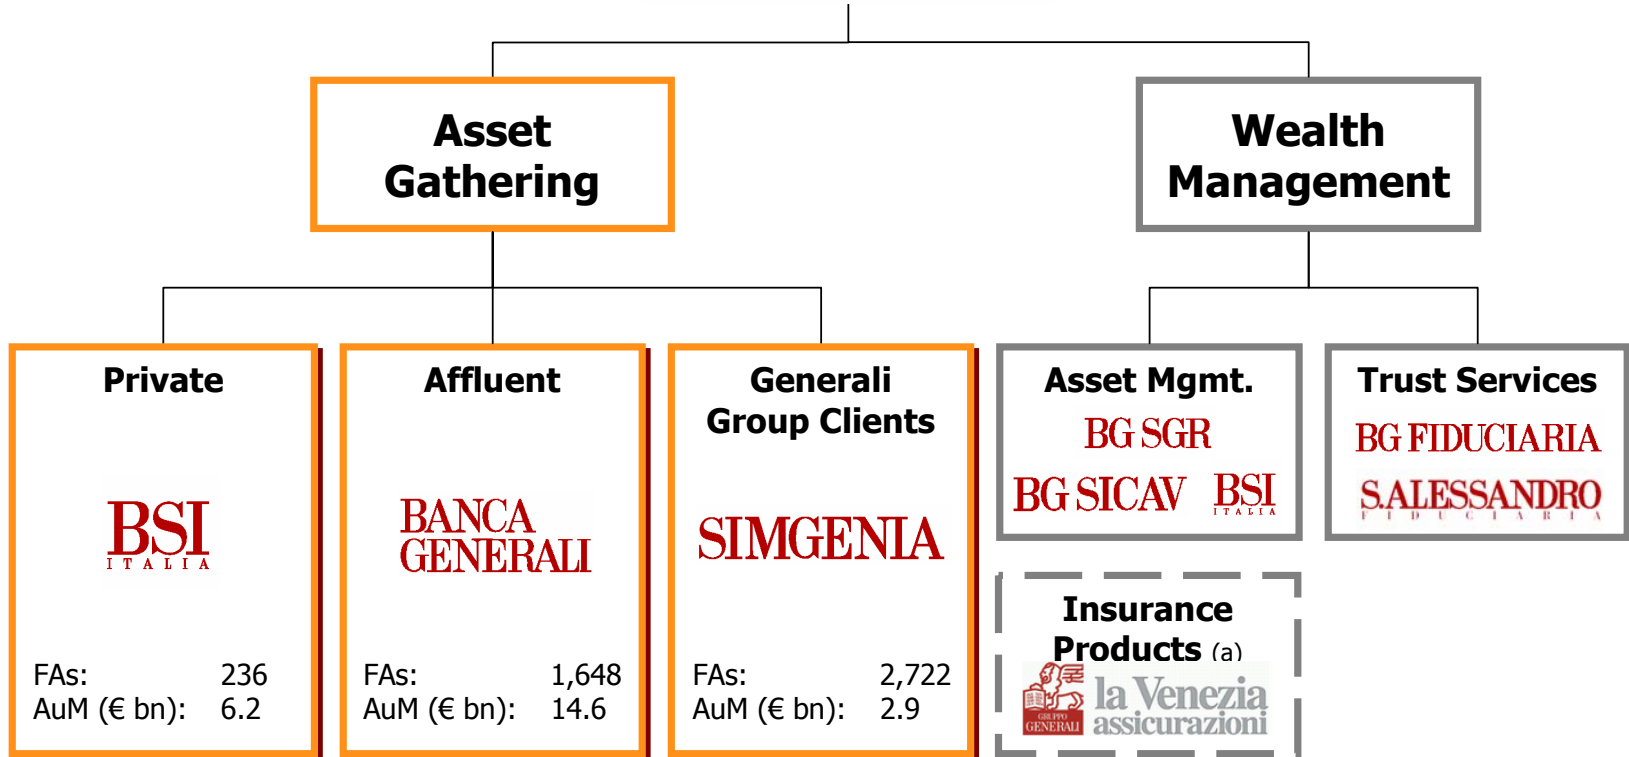 Asset
Gathering
Wealth
Management
Private
BSI
ITALIA
FAs: 236
AuM (€ bn): 6.2
Affluent
BANCA
GENERALI
FAs: 1,648
AuM (€ bn): 14.6
Generali
Group Clients
SIMGENIA
FAs: 2,722
AuM (€ bn): 2.9
Asset Mgmt.
BG SGR
BG SICAV BSI
ITALIA
Trust Services
BG FIDUCIARIA
S.ALESSANDRO
FIDUCIARIA
Insurance
Products (a)
la Venezia
assicurazioni
GRUPPO
GENERALI